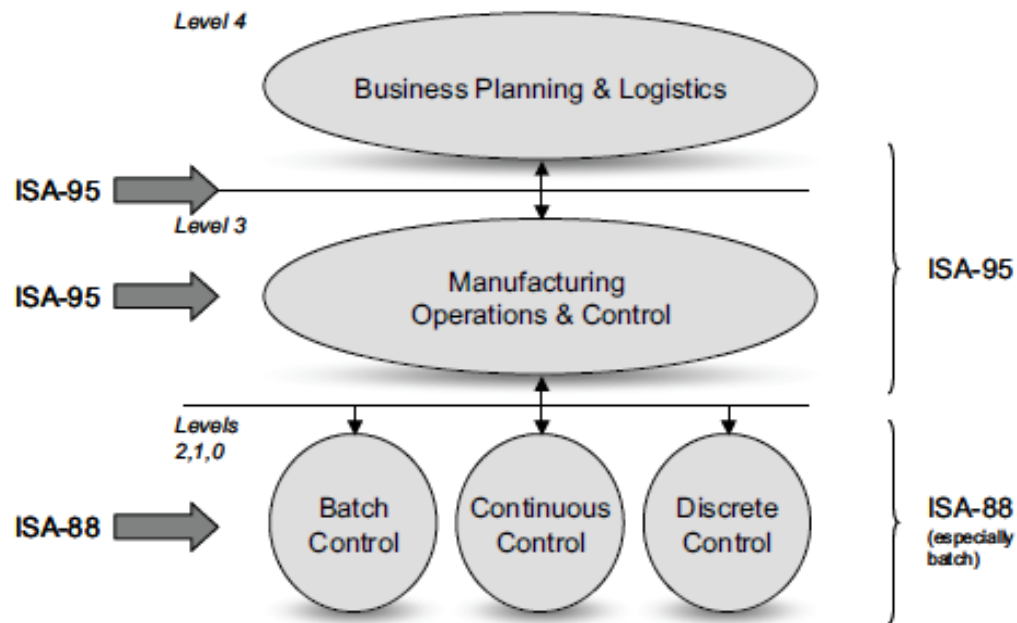 Level 4
Business Planning & Logistics
ISA-95
Level 3
ISA-95
Manufacturing
Operations & Control
ISA-95
Levels
2,1,0
ISA-88
Batch
Control
Continuous
Control
Discrete
Control
ISA-88
(especially
batch)